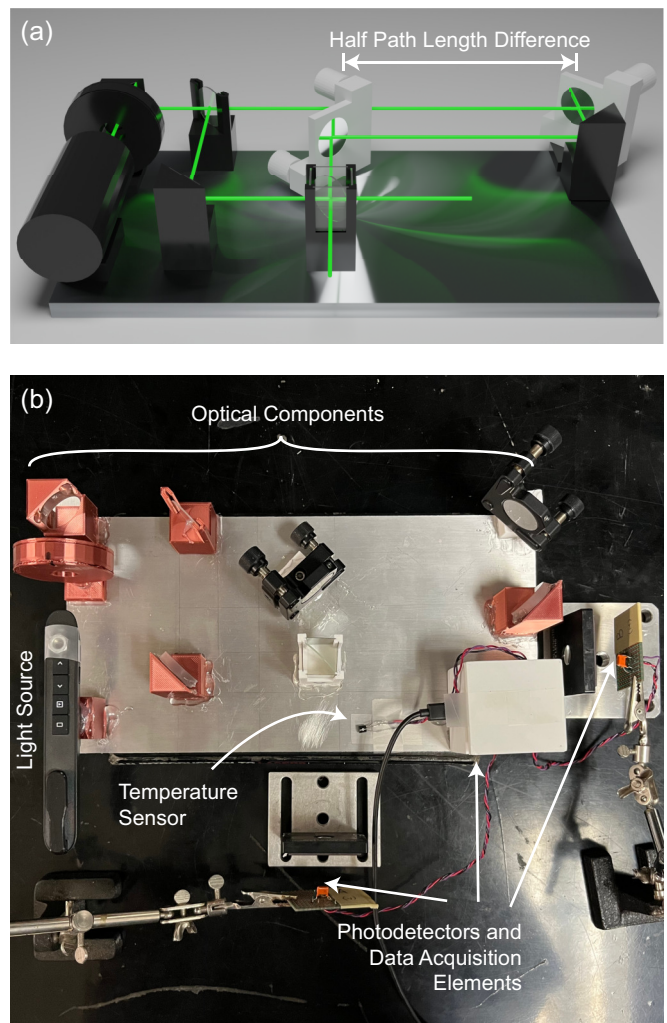 (a)
Half Path Length Difference
(b)
Optical Components
Light Source
Temperature
Sensor
Photodetectors and
Data Acquisition
Elements